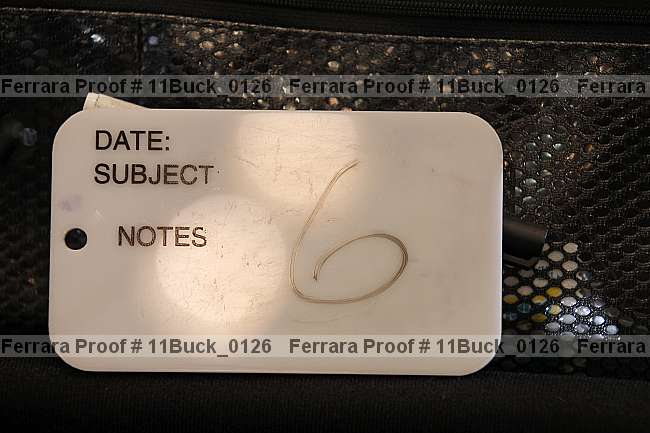 Ferrara Proof # 11Buck_0126 Ferrara Proof # 11Buck_0126 Ferrara
DATE:
SUBJECT
NOTES
6
Ferrara Proof # 11Buck_0126 Ferrara Proof # 11Buck_0126 Ferrara